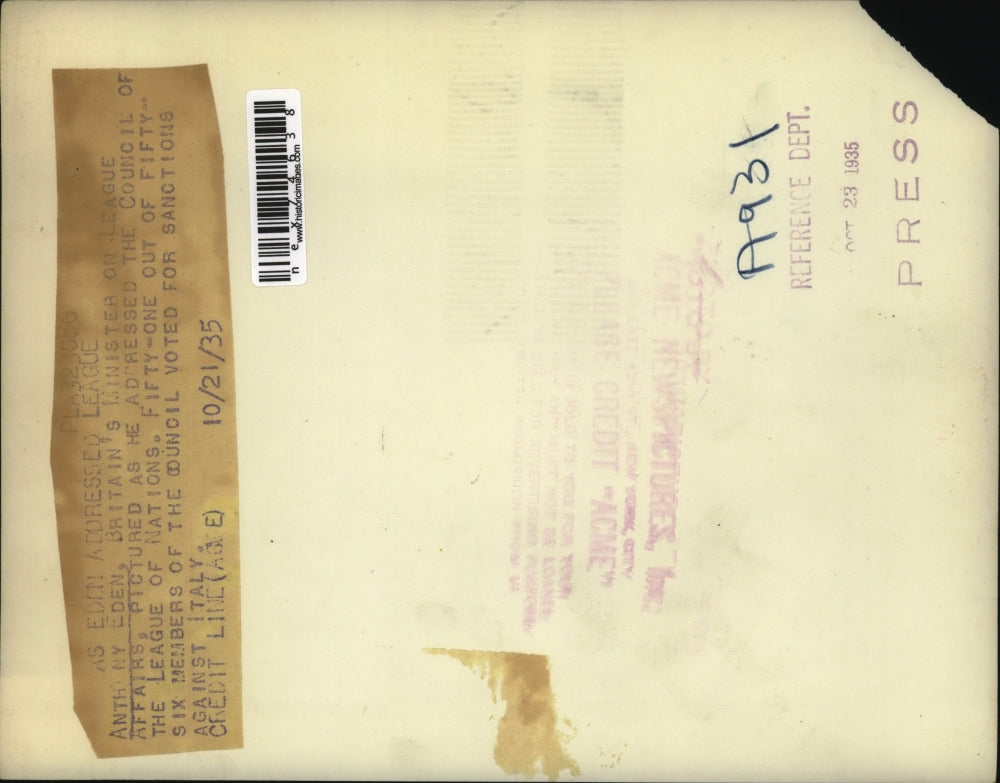 PLA323086
AS EDEN ADDRESSED LEAGUE
ANTHONY EDEN, BRITAIN'S MINISTER ON LEAGUE
AFFAIRS, PICTURED AS HE ADDRESSED THE COUNCIL OF
THE LEAGUE OF NATIONS. FIFTY-ONE OUT OF FIFTY-
SIX MEMBERS OF THE COUNCIL VOTED FOR SANCTIONS
AGAINST ITALY.
CREDIT LINE (ACME) 10/21/35
nex7y4638
www.historicimages.com
PLEASE CREDIT "ACME"
ACME NEWSPICTURES, Inc.
NEW YORK CITY
A931
REFERENCE DEPT.
OCT 23 1935
PRESS